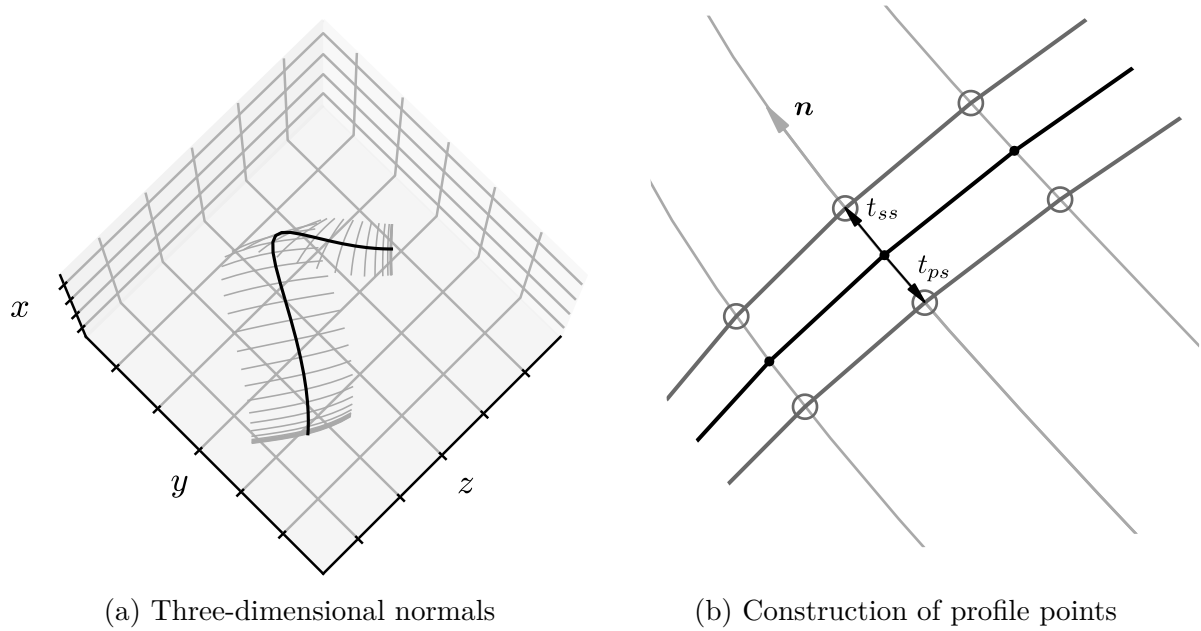 n
t_ss
t_ps
x
y
z
(a) Three-dimensional normals
(b) Construction of profile points